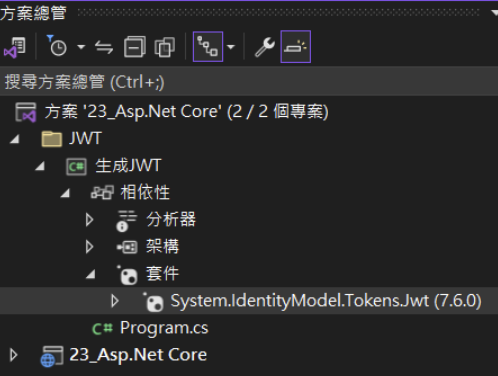 方案總管
搜尋方案總管 (Ctrl+;)
方案 '23_Asp.Net Core' (2 / 2 個專案)
JWT
C# 生成JWT
相依性
分析器
架構
套件
System.IdentityModel.Tokens.Jwt (7.6.0)
C# Program.cs
23_Asp.Net Core